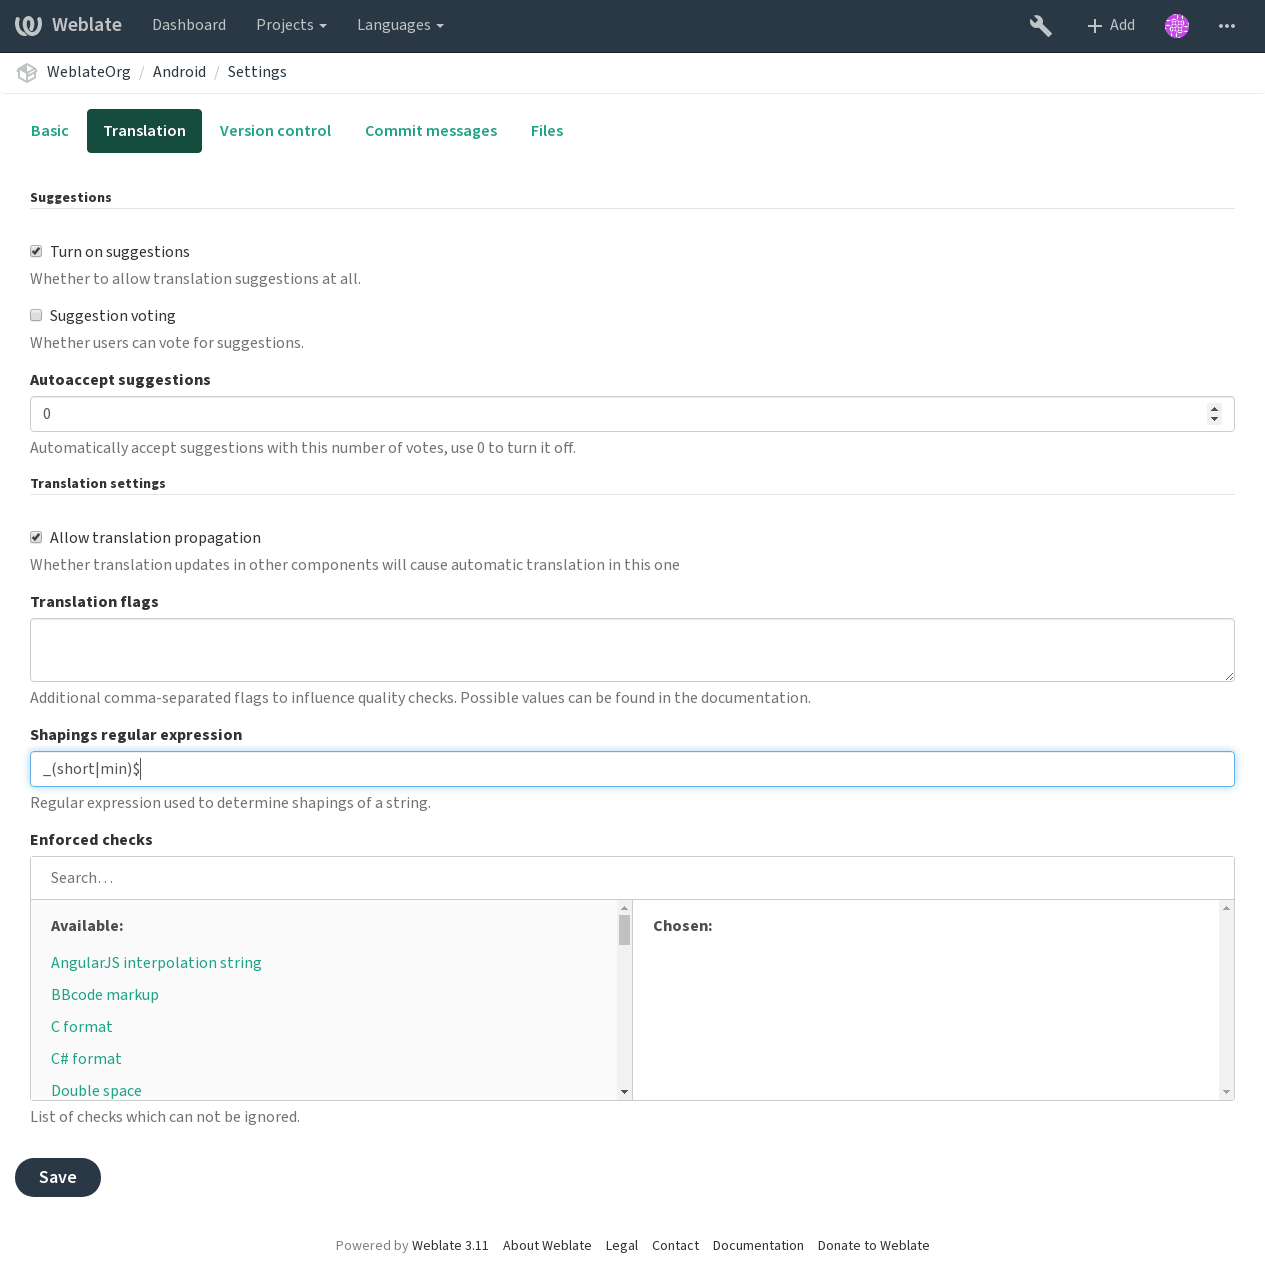 Weblate Dashboard Projects Languages Add
WeblateOrg / Android / Settings
Basic Translation Version control Commit messages Files
Suggestions
Turn on suggestions
Whether to allow translation suggestions at all.
Suggestion voting
Whether users can vote for suggestions.
Autoaccept suggestions
0
Automatically accept suggestions with this number of votes, use 0 to turn it off.
Translation settings
Allow translation propagation
Whether translation updates in other components will cause automatic translation in this one
Translation flags
Additional comma-separated flags to influence quality checks. Possible values can be found in the documentation.
Shapings regular expression
_(short|min)$
Regular expression used to determine shapings of a string.
Enforced checks
Search…
Available: Chosen:
AngularJS interpolation string
BBcode markup
C format
C# format
Double space
List of checks which can not be ignored.
Save
Powered by Weblate 3.11 About Weblate Legal Contact Documentation Donate to Weblate